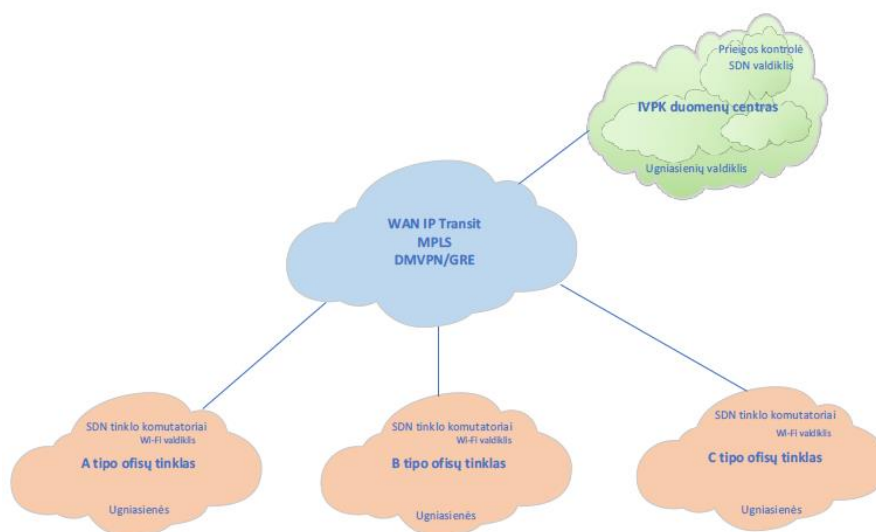 Prieigos kontrolė
SDN valdiklis
IVPK duomenų centras
Ugniasienių valdiklis
WAN IP Transit
MPLS
DMVPN/GRE
SDN tinklo komutatoriai
Wi-Fi valdiklis
A tipo ofisų tinklas
Ugniasienės
SDN tinklo komutatoriai
Wi-Fi valdiklis
B tipo ofisų tinklas
Ugniasienės
SDN tinklo komutatoriai
Wi-Fi valdiklis
C tipo ofisų tinklas
Ugniasienės